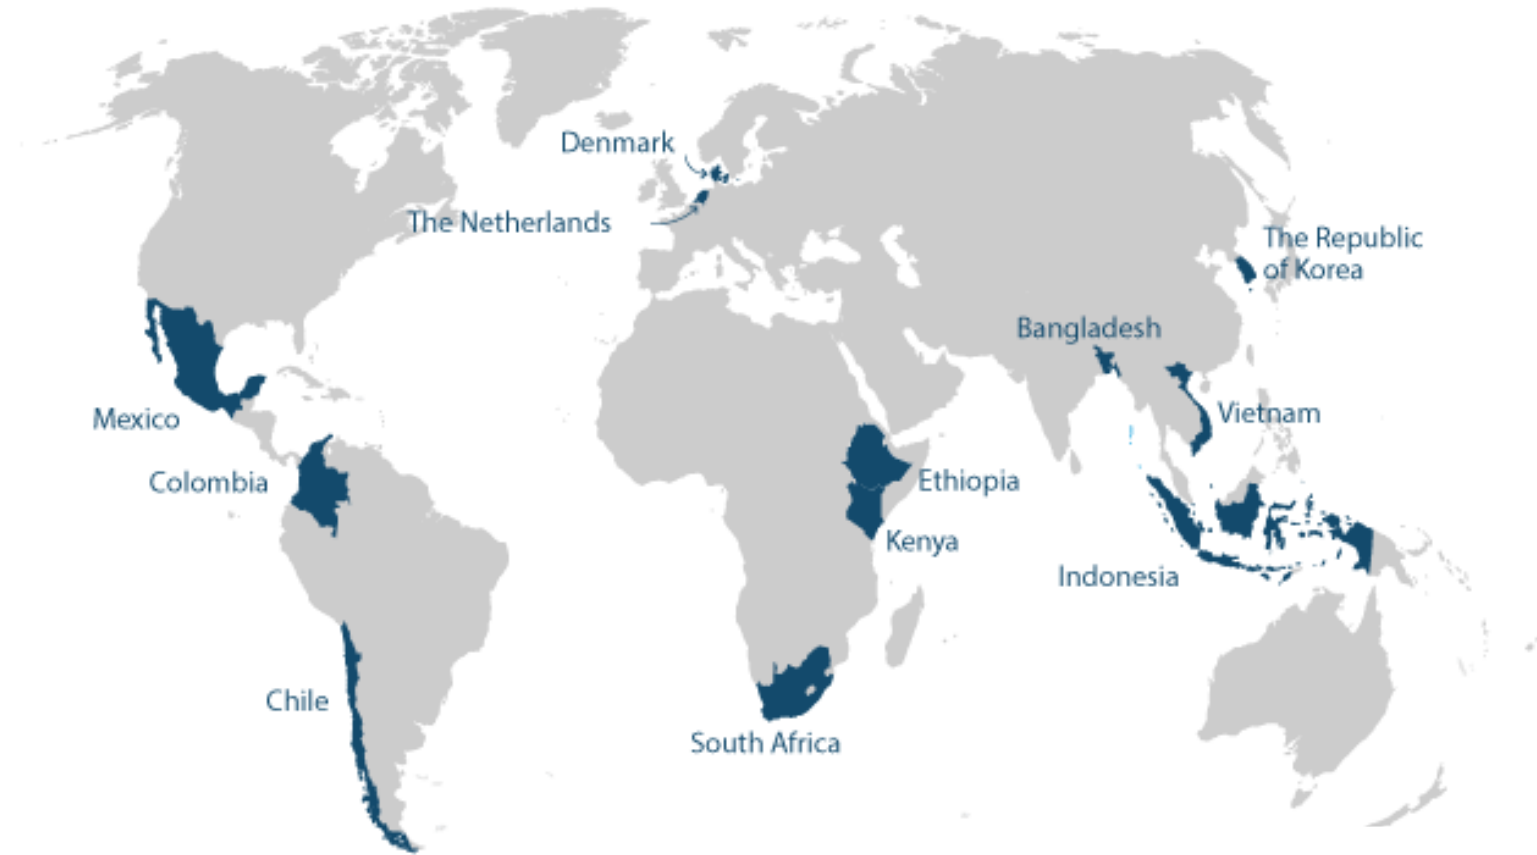 Denmark
The Netherlands
The Republic
of Korea
Bangladesh
Vietnam
Mexico
Colombia
Ethiopia
Kenya
Indonesia
Chile
South Africa